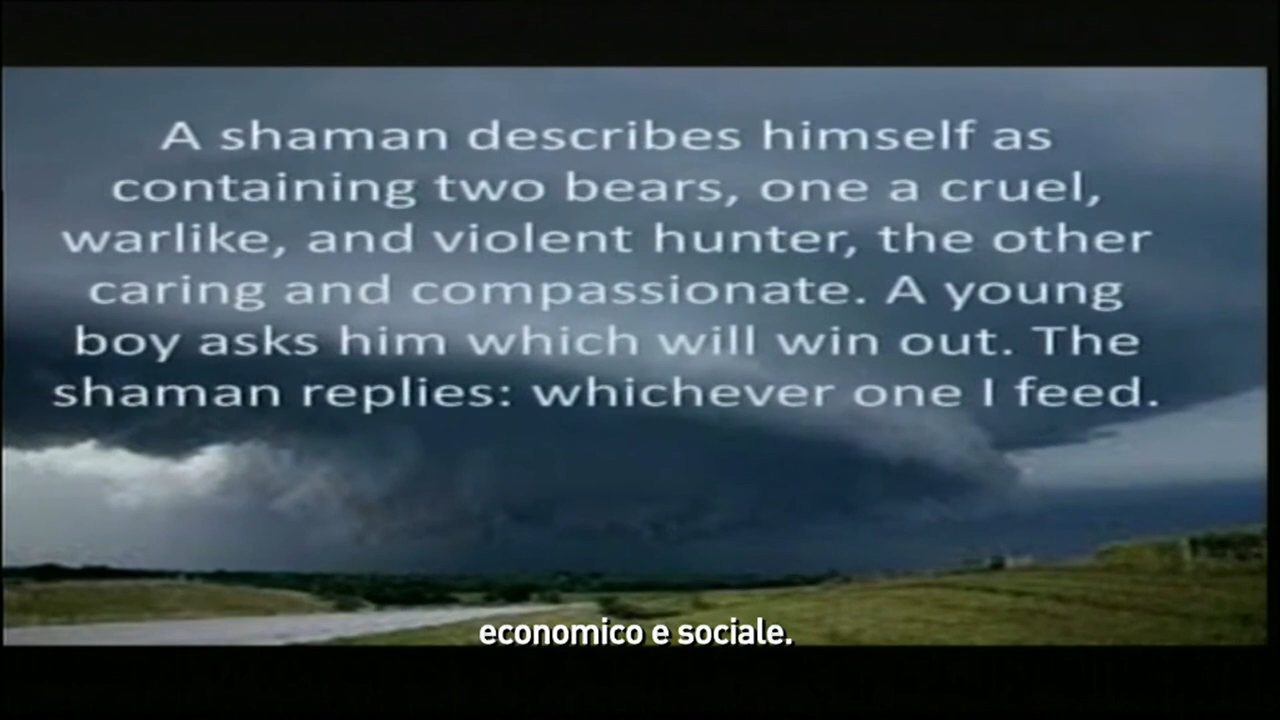 A shaman describes himself as
containing two bears, one a cruel,
warlike, and violent hunter, the other
caring and compassionate. A young
boy asks him which will win out. The
shaman replies: whichever one I feed.
economico e sociale.